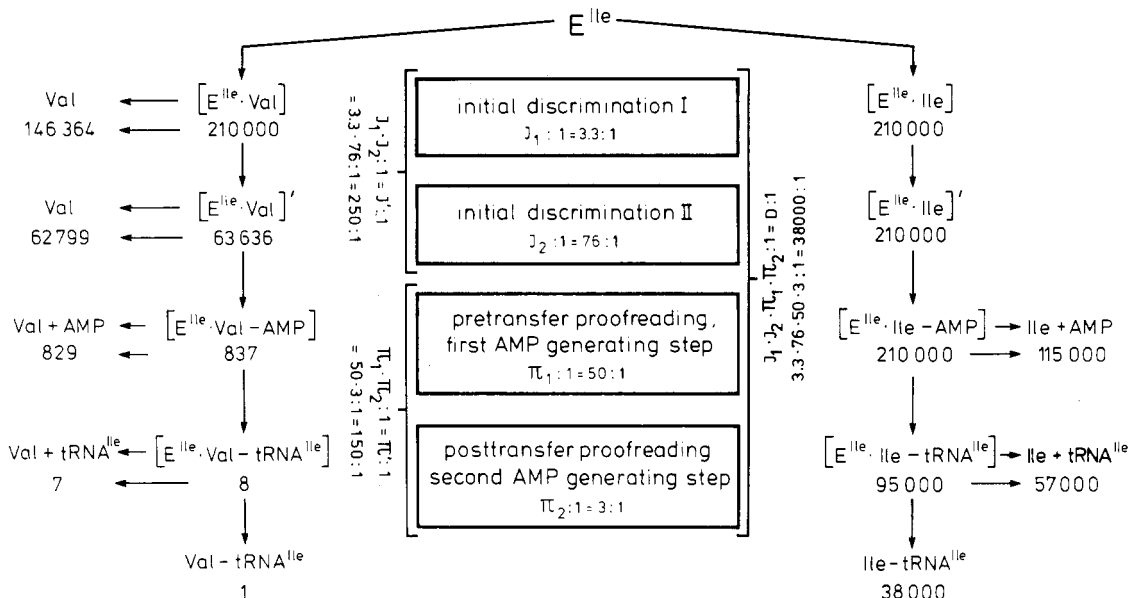 E^Ile
Val
146 364
[E^Ile · Val]
210 000
Val
62 799
[E^Ile · Val]′
63 636
Val + AMP
829
[E^Ile · Val – AMP]
837
Val + tRNA^Ile
7
[E^Ile · Val – tRNA^Ile]
8
Val – tRNA^Ile
1
J₁ · J₂ : 1 = J′ : 1
= 3.3 · 76 : 1 = 250 : 1
π₁ · π₂ : 1 = π′ : 1
= 50 · 3 : 1 = 150 : 1
initial discrimination I
J₁ : 1 = 3.3 : 1
initial discrimination II
J₂ : 1 = 76 : 1
pretransfer proofreading,
first AMP generating step
π₁ : 1 = 50 : 1
posttransfer proofreading
second AMP generating step
π₂ : 1 = 3 : 1
J₁ · J₂ · π₁ · π₂ : 1 = D : 1
3.3 · 76 · 50 · 3 : 1 = 38000 : 1
[E^Ile · Ile]
210 000
[E^Ile · Ile]′
210 000
[E^Ile · Ile – AMP]
210 000
Ile + AMP
115 000
[E^Ile · Ile – tRNA^Ile]
95 000
Ile + tRNA^Ile
57 000
Ile – tRNA^Ile
38 000